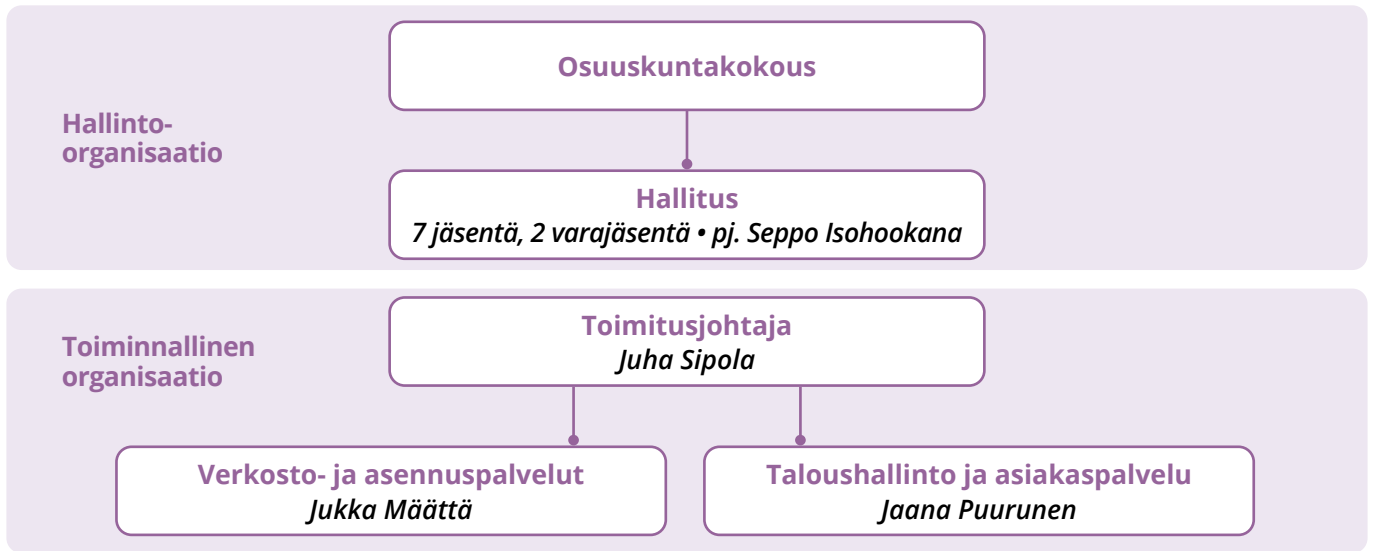 Osuuskuntakokous
Hallinto-
organisaatio
Hallitus
7 jäsentä, 2 varajäsentä • pj. Seppo Isohookana
Toimitusjohtaja
Juha Sipola
Toiminnallinen
organisaatio
Verkosto- ja asennuspalvelut
Jukka Määttä
Taloushallinto ja asiakaspalvelu
Jaana Puurunen